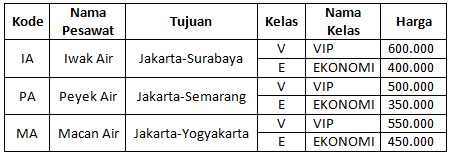 Kode Nama Pesawat Tujuan Kelas Nama Kelas Harga
IA Iwak Air Jakarta-Surabaya V VIP 600.000
E EKONOMI 400.000
PA Peyek Air Jakarta-Semarang V VIP 500.000
E EKONOMI 350.000
MA Macan Air Jakarta-Yogyakarta V VIP 550.000
E EKONOMI 450.000